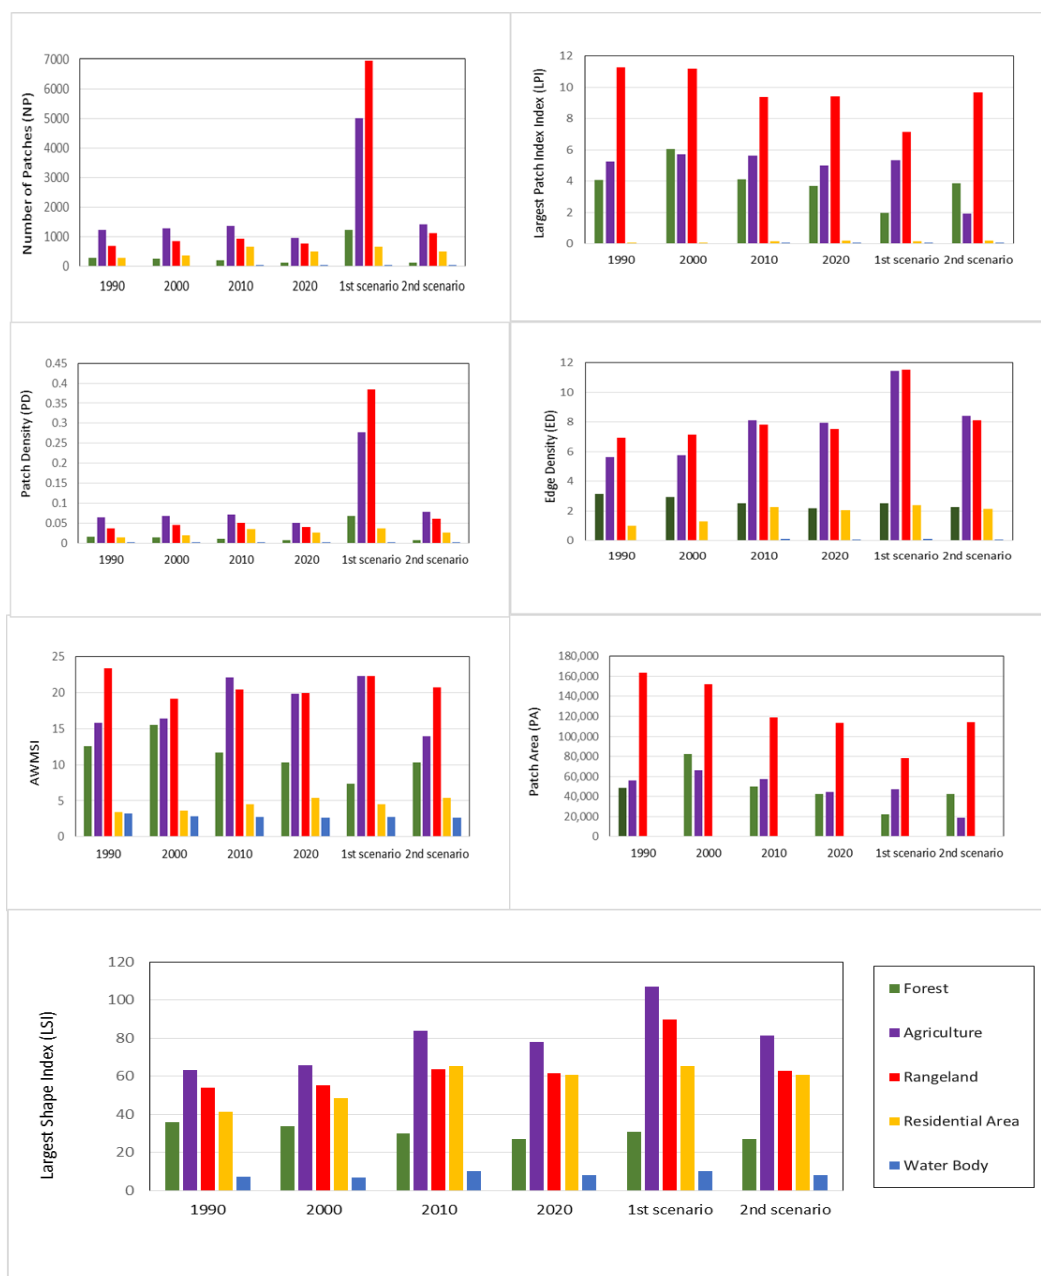 Number of Patches (NP)
7000
6000
5000
4000
3000
2000
1000
0
1990 2000 2010 2020 1st scenario 2nd scenario
Largest Patch Index Index (LPI)
12
10
8
6
4
2
0
1990 2000 2010 2020 1st scenario 2nd scenario
Patch Density (PD)
0.45
0.4
0.35
0.3
0.25
0.2
0.15
0.1
0.05
0
1990 2000 2010 2020 1st scenario 2nd scenario
Edge Density (ED)
12
10
8
6
4
2
0
1990 2000 2010 2020 1st scenario 2nd scenario
AWMSI
25
20
15
10
5
0
1990 2000 2010 2020 1st scenario 2nd scenario
Patch Area (PA)
180,000
160,000
140,000
120,000
100,000
80,000
60,000
40,000
20,000
0
1990 2000 2010 2020 1st scenario 2nd scenario
Largest Shape Index (LSI)
120
100
80
60
40
20
0
1990 2000 2010 2020 1st scenario 2nd scenario
Forest
Agriculture
Rangeland
Residential Area
Water Body